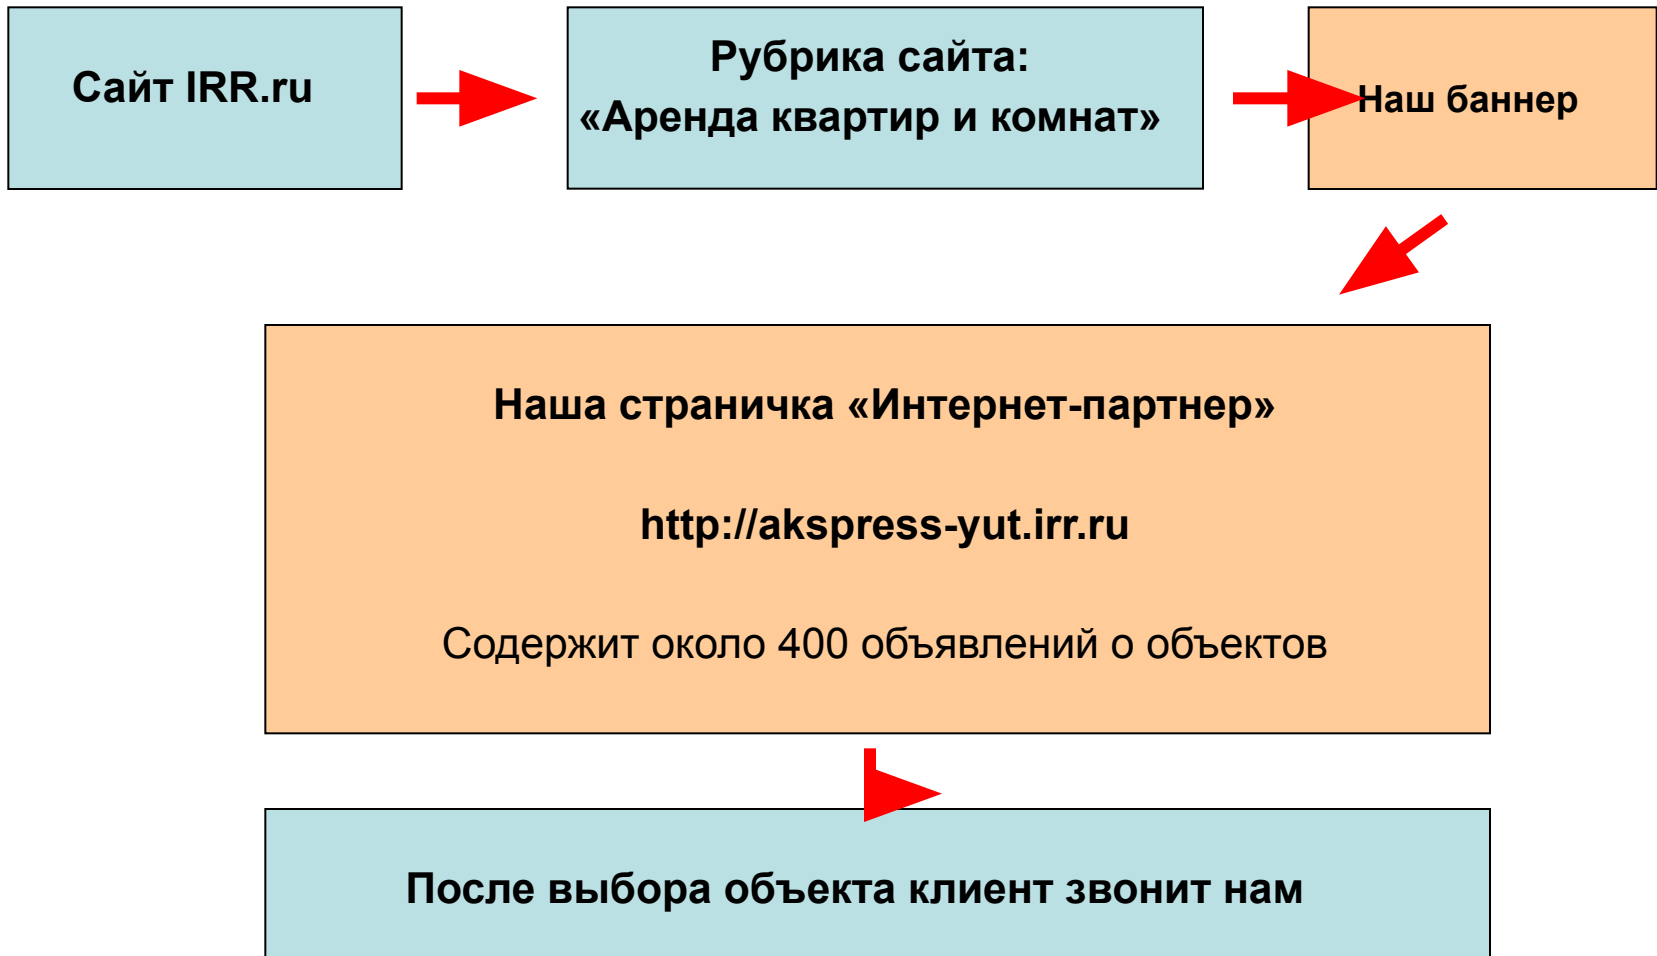 Сайт IRR.ru
Рубрика сайта:
«Аренда квартир и комнат»
Наш баннер
Наша страничка «Интернет-партнер»
http://akspress-yut.irr.ru
Содержит около 400 объявлений о объектов
После выбора объекта клиент звонит нам